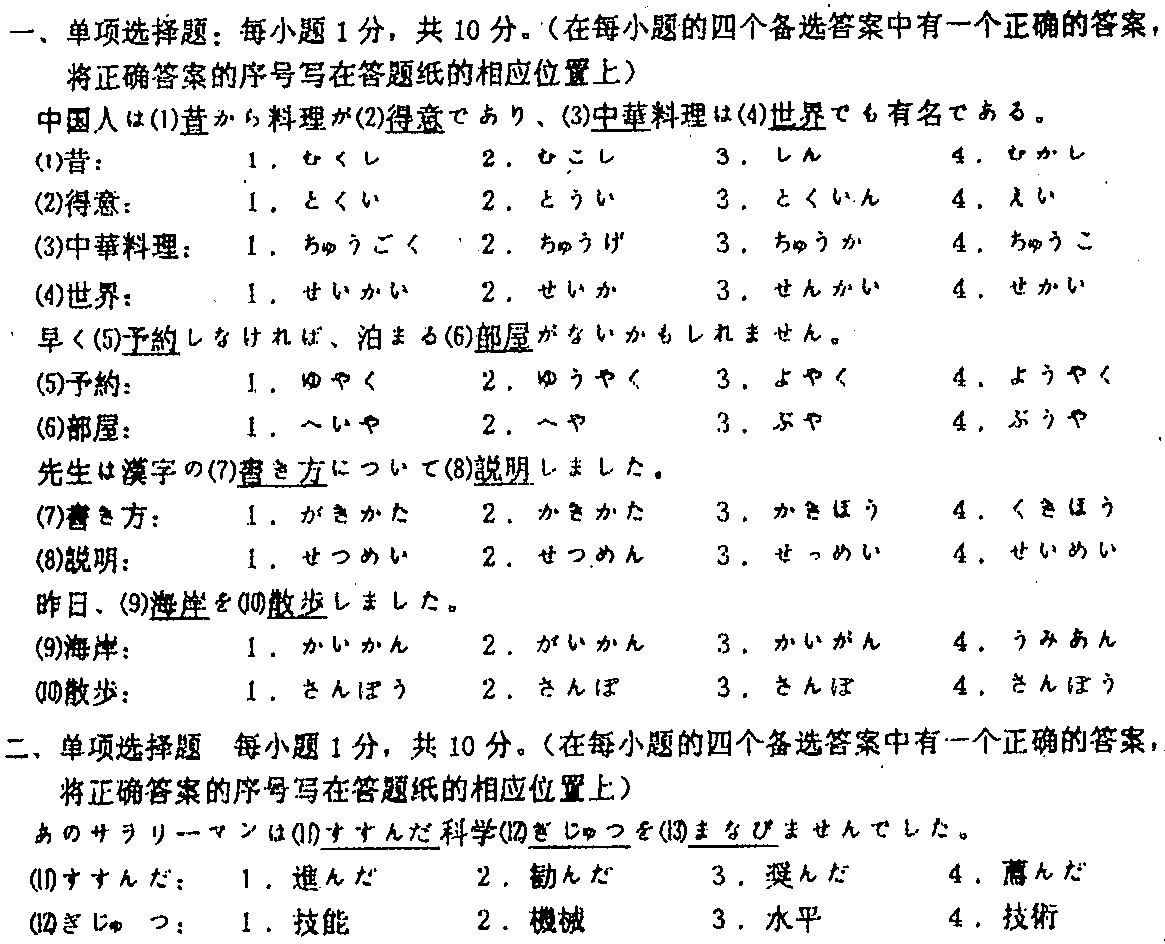 一、单项选择题：每小题 1 分，共 10 分。（在每小题的四个备选答案中有一个正确的答案，
将正确答案的序号写在答题纸的相应位置上）
中国人は(1)昔から料理が(2)得意であり、(3)中華料理は(4)世界でも有名である。
(1)昔： 1．むくし 2．むこし 3．しん 4．むかし
(2)得意： 1．とくい 2．とうい 3．とくいん 4．えい
(3)中華料理： 1．ちゅうごく 2．ちゅうげ 3．ちゅうか 4．ちゅうこ
(4)世界： 1．せいかい 2．せいか 3．せんかい 4．せかい
早く(5)予約しなければ、泊まる(6)部屋がないかもしれません。
(5)予約： 1．ゆやく 2．ゆうやく 3．よやく 4．ようやく
(6)部屋： 1．へいや 2．へや 3．ぶや 4．ぶうや
先生は漢字の(7)書き方について(8)説明しました。
(7)書き方： 1．がきかた 2．かきかた 3．かきほう 4．くきほう
(8)説明： 1．せつめい 2．せつめん 3．せっめい 4．せいめい
昨日、(9)海岸を(10)散歩しました。
(9)海岸： 1．かいかん 2．がいかん 3．かいがん 4．うみあん
(10)散歩： 1．さんぽう 2．さんぽ 3．さんぼ 4．さんぼう
二、单项选择题 每小题 1 分，共 10 分。（在每小题的四个备选答案中有一个正确的答案，
将正确答案的序号写在答题纸的相应位置上）
あのサラリーマンは(11)すすんだ科学(12)ぎじゅつを(13)まなびませんでした。
(11)すすんだ： 1．進んだ 2．勧んだ 3．奨んだ 4．薦んだ
(12)ぎじゅつ： 1．技能 2．機械 3．水平 4．技術